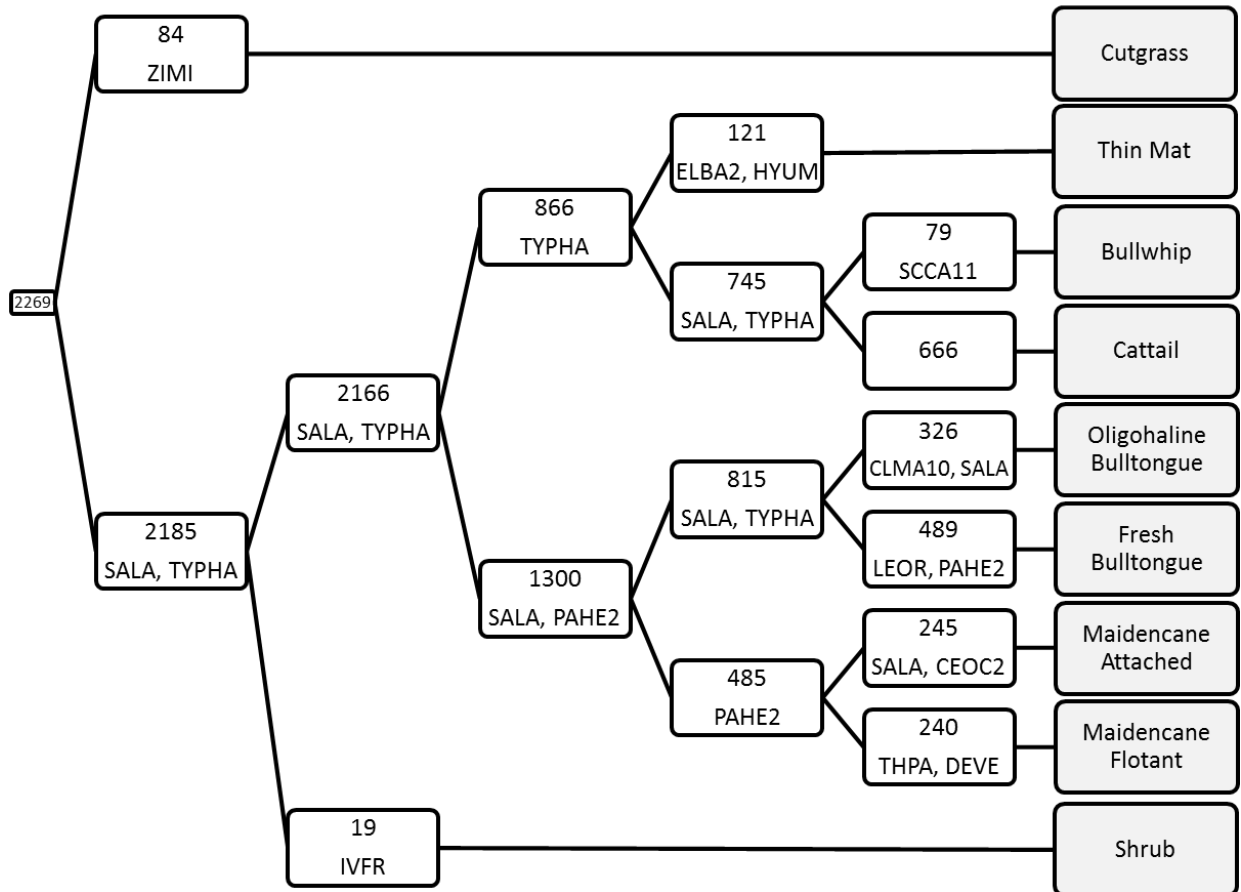 84
ZIMI
Cutgrass
121
ELBA2, HYUM
Thin Mat
866
TYPHA
79
SCCA11
Bullwhip
745
SALA, TYPHA
2269
666
Cattail
2166
SALA, TYPHA
326
CLMA10, SALA
Oligohaline
Bulltongue
815
SALA, TYPHA
2185
SALA, TYPHA
489
LEOR, PAHE2
Fresh
Bulltongue
1300
SALA, PAHE2
245
SALA, CEOC2
Maidencane
Attached
485
PAHE2
240
THPA, DEVE
Maidencane
Flotant
19
IVFR
Shrub